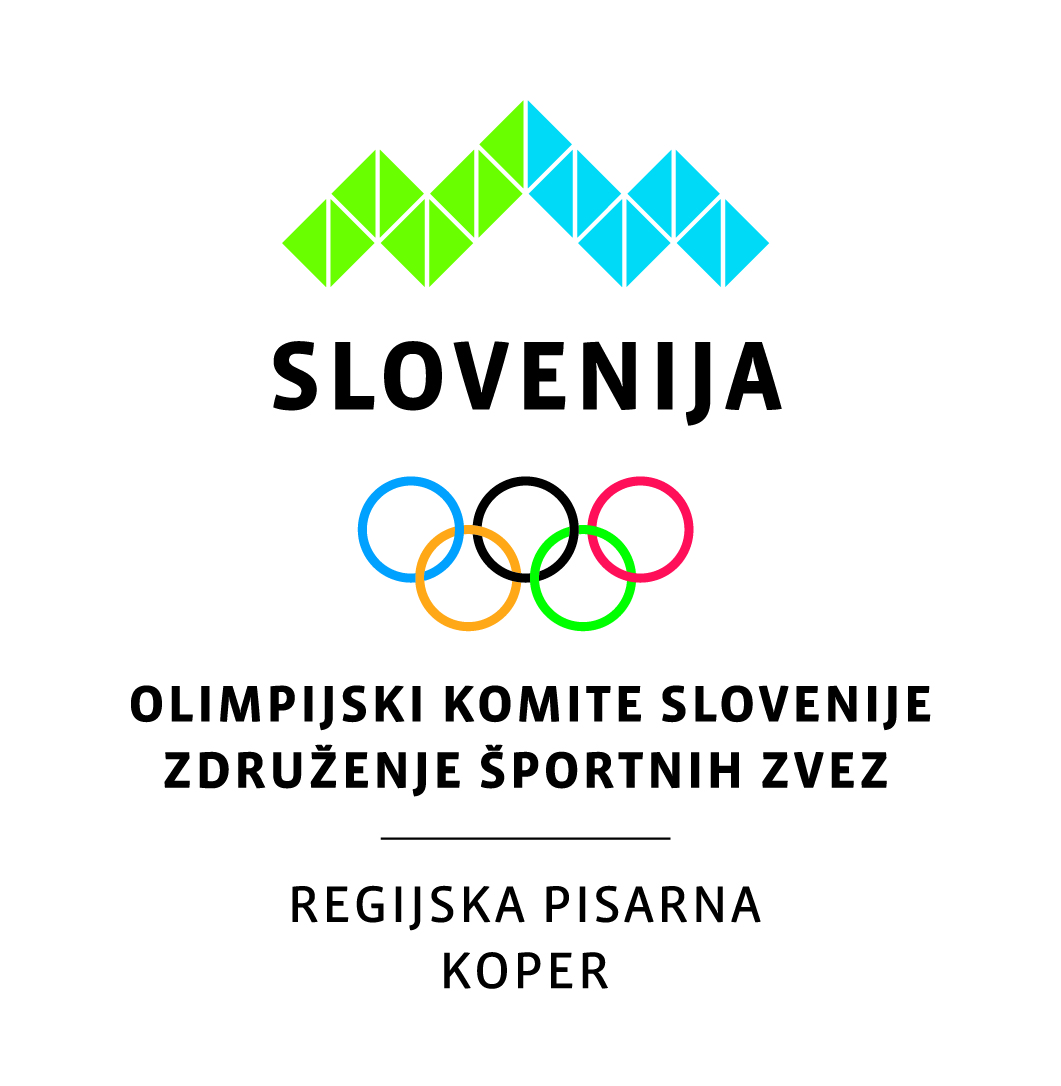 SLOVENIJA
OLIMPIJSKI KOMITE SLOVENIJE
ZDRUŽENJE ŠPORTNIH ZVEZ
REGIJSKA PISARNA
KOPER